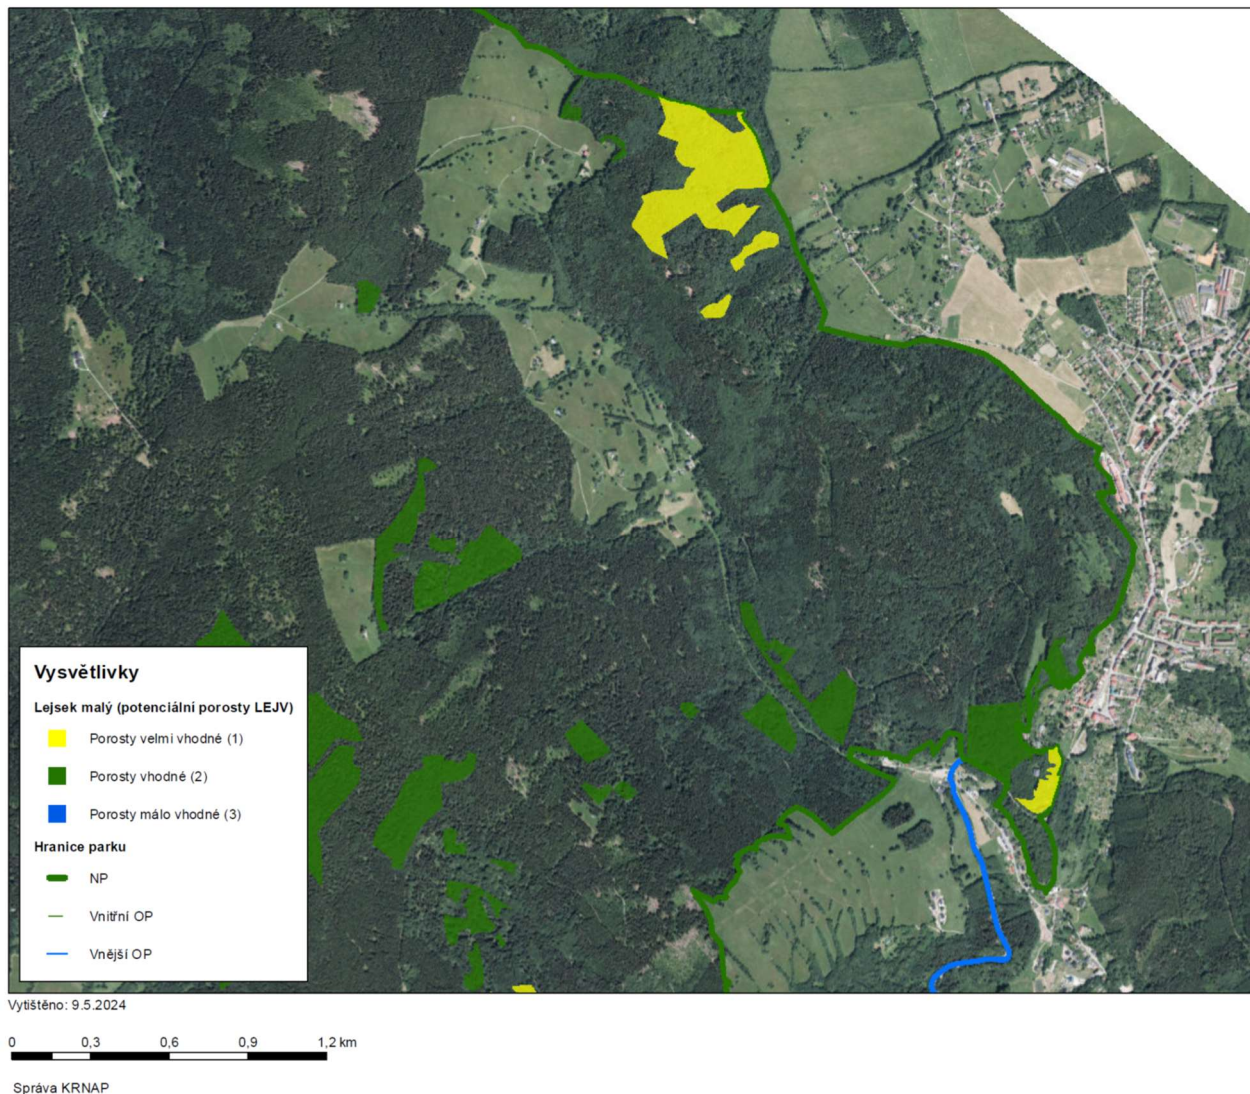 Vysvětlivky
Lejsek malý (potenciální porosty LEJV)
Porosty velmi vhodné (1)
Porosty vhodné (2)
Porosty málo vhodné (3)
Hranice parku
NP
Vnitřní OP
Vnější OP
Vytištěno: 9.5.2024
0 0,3 0,6 0,9 1,2 km
Správa KRNAP